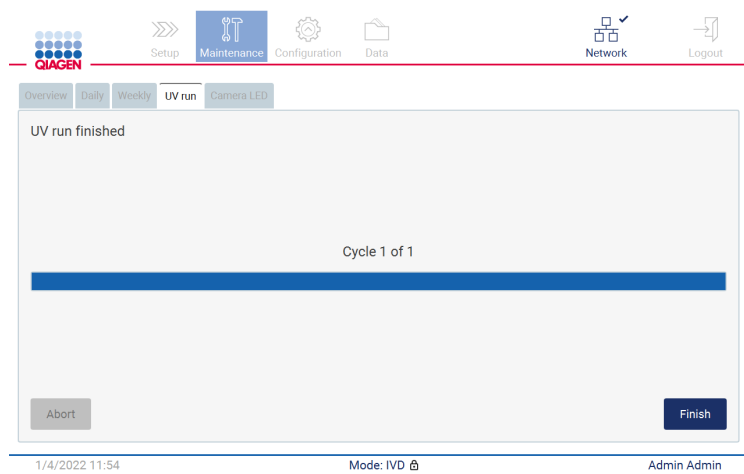 QIAGEN
Setup
Maintenance
Configuration
Data
Network
Logout
Overview
Daily
Weekly
UV run
Camera LED
UV run finished
Cycle 1 of 1
Abort
Finish
1/4/2022 11:54
Mode: IVD
Admin Admin